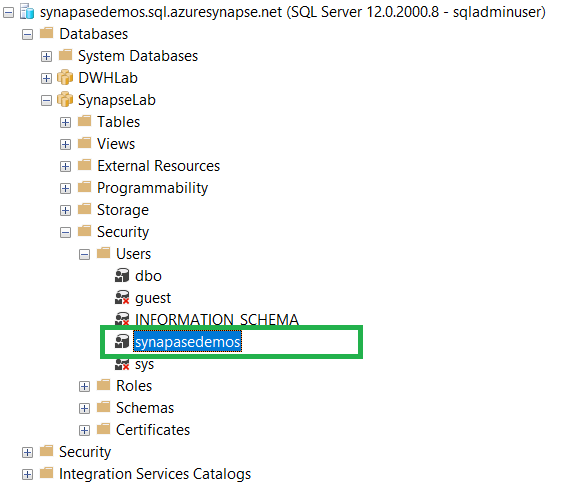 synapasedemos.sql.azuresynapse.net (SQL Server 12.0.2000.8 - sqladminuser)
Databases
System Databases
DWHLab
SynapseLab
Tables
Views
External Resources
Programmability
Storage
Security
Users
dbo
guest
INFORMATION_SCHEMA
synapasedemos
sys
Roles
Schemas
Certificates
Security
Integration Services Catalogs